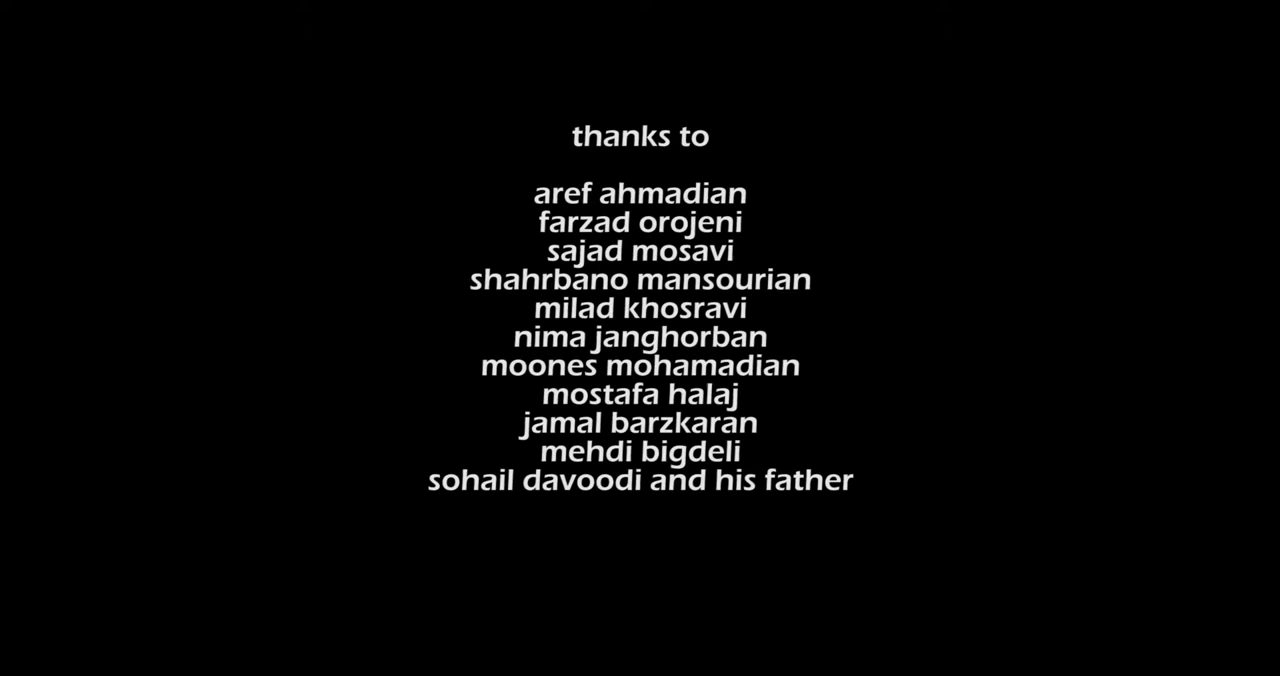 thanks to
aref ahmadian
farzad orojeni
sajad mosavi
shahrbano mansourian
milad khosravi
nima janghorban
moones mohamadian
mostafa halaj
jamal barzkaran
mehdi bigdeli
sohail davoodi and his father